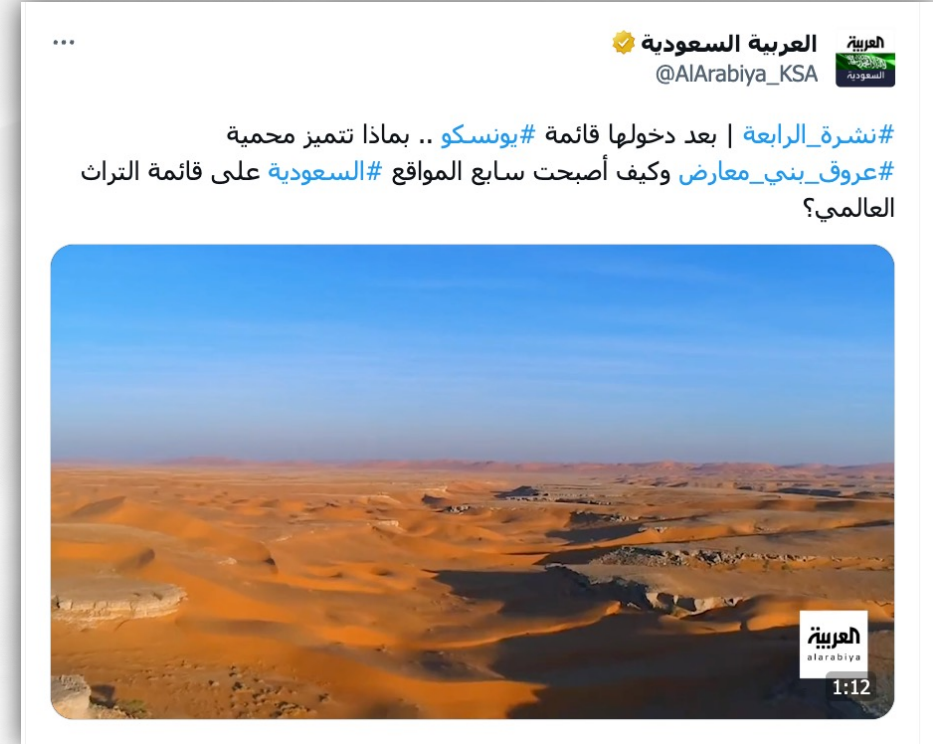 العربية السعودية
@AlArabiya_KSA
العربية
السعودية
#نشرة_الرابعة | بعد دخولها قائمة #يونسكو .. بماذا تتميز محمية
#عروق_بني_معارض وكيف أصبحت سابع المواقع #السعودية على قائمة التراث
العالمي؟
العربية
alarabiya
1:12